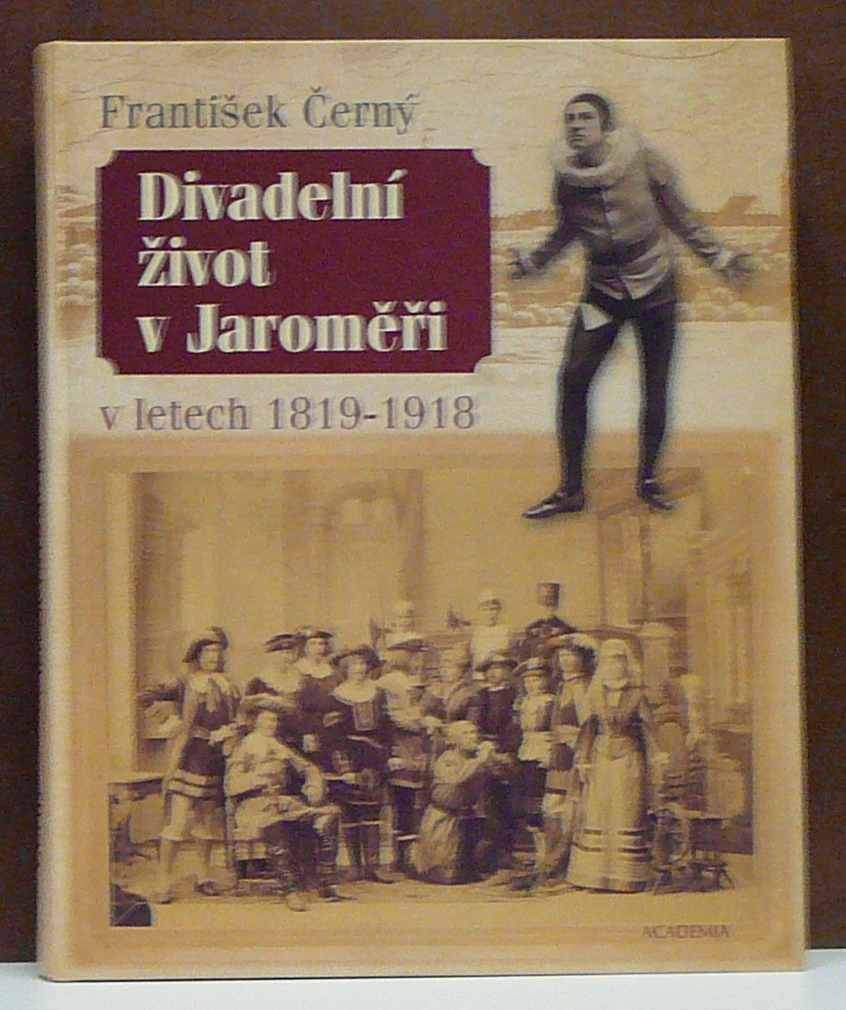 František Černý
Divadelní
život
v Jaroměři
v letech 1819-1918
ACADEMIA